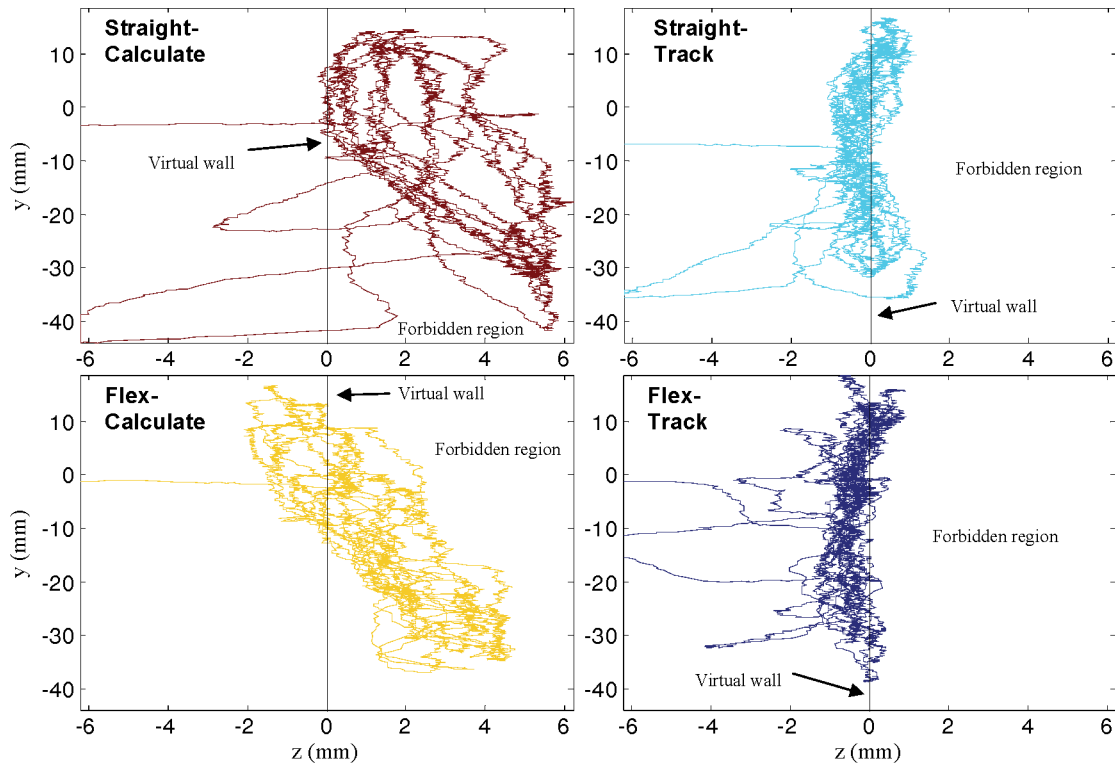 Straight-
Calculate
10
0
-10
-20
-30
-40
y (mm)
Virtual wall
Forbidden region
-6
-4
-2
0
2
4
6
Straight-
Track
10
0
-10
-20
-30
-40
Forbidden region
Virtual wall
-6
-4
-2
0
2
4
6
Flex-
Calculate
10
0
-10
-20
-30
-40
y (mm)
Virtual wall
Forbidden region
-6
-4
-2
0
2
4
6
z (mm)
Flex-
Track
10
0
-10
-20
-30
-40
Forbidden region
Virtual wall
-6
-4
-2
0
2
4
6
z (mm)